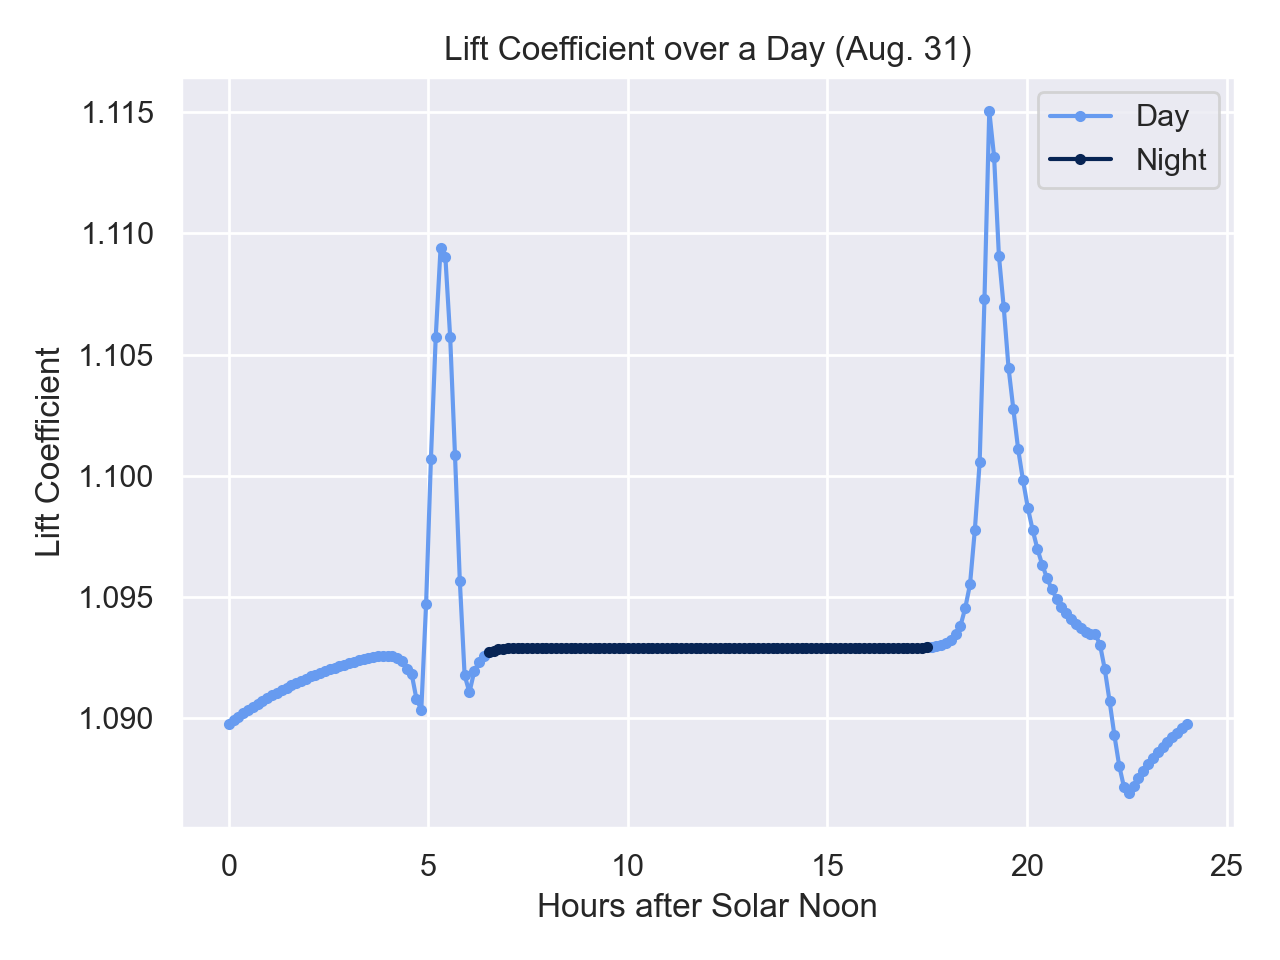 Lift Coefficient over a Day (Aug. 31)
Day
Night
1.115
1.110
1.105
1.100
1.095
1.090
Lift Coefficient
0 5 10 15 20 25
Hours after Solar Noon